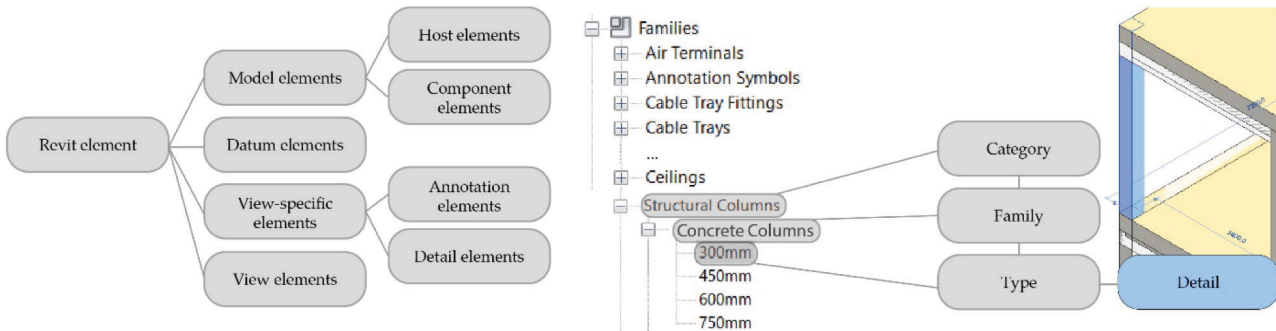 Host elements
Model elements
Component
elements
Revit element
Datum elements
View-specific
elements
Annotation
elements
Detail elements
View elements
Families
Air Terminals
Annotation Symbols
Cable Tray Fittings
Cable Trays
...
Ceilings
Structural Columns
Concrete Columns
300mm
450mm
600mm
750mm
Category
Family
Type
Detail